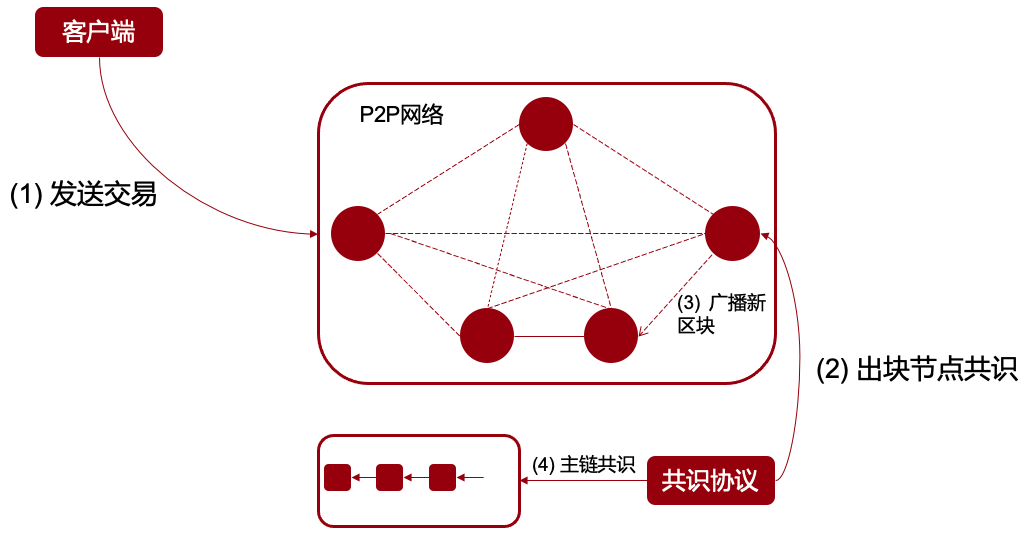 客户端
P2P网络
(1) 发送交易
(3) 广播新
区块
(2) 出块节点共识
(4) 主链共识
共识协议